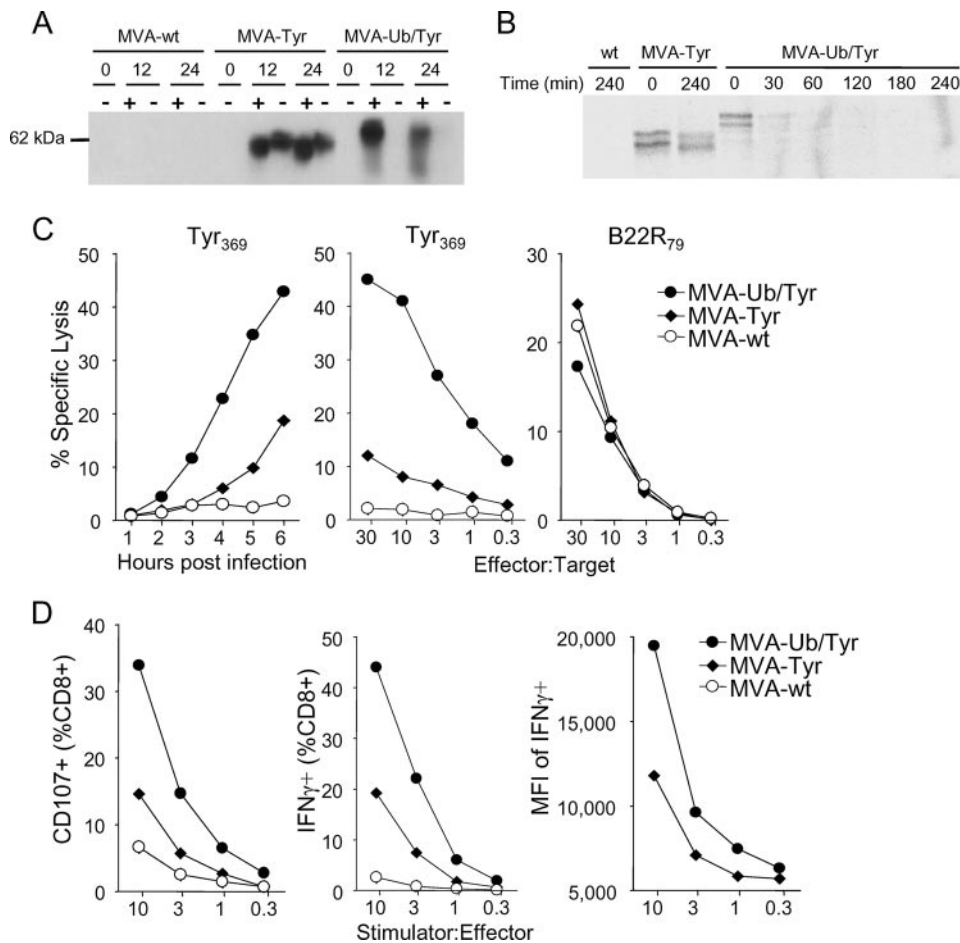 A
MVA-wt MVA-Tyr MVA-Ub/Tyr
0 12 24 0 12 24 0 12 24
- + - + - - + - + - - + - + -
62 kDa
B
wt MVA-Tyr MVA-Ub/Tyr
Time (min) 240 0 240 0 30 60 120 180 240
C
Tyr369 Tyr369 B22R79
% Specific Lysis
50 40 30 20 10 0
1 2 3 4 5 6
Hours post infection
50 40 30 20 10 0
30 10 3 1 0.3
30 20 10 0
30 10 3 1 0.3
Effector:Target
MVA-Ub/Tyr
MVA-Tyr
MVA-wt
D
CD107+ (%CD8+)
40 30 20 10 0
10 3 1 0.3
IFNγ+ (%CD8+)
50 40 30 20 10 0
10 3 1 0.3
Stimulator:Effector
MFI of IFNγ+
20,000 15,000 10,000 5,000
10 3 1 0.3
MVA-Ub/Tyr
MVA-Tyr
MVA-wt